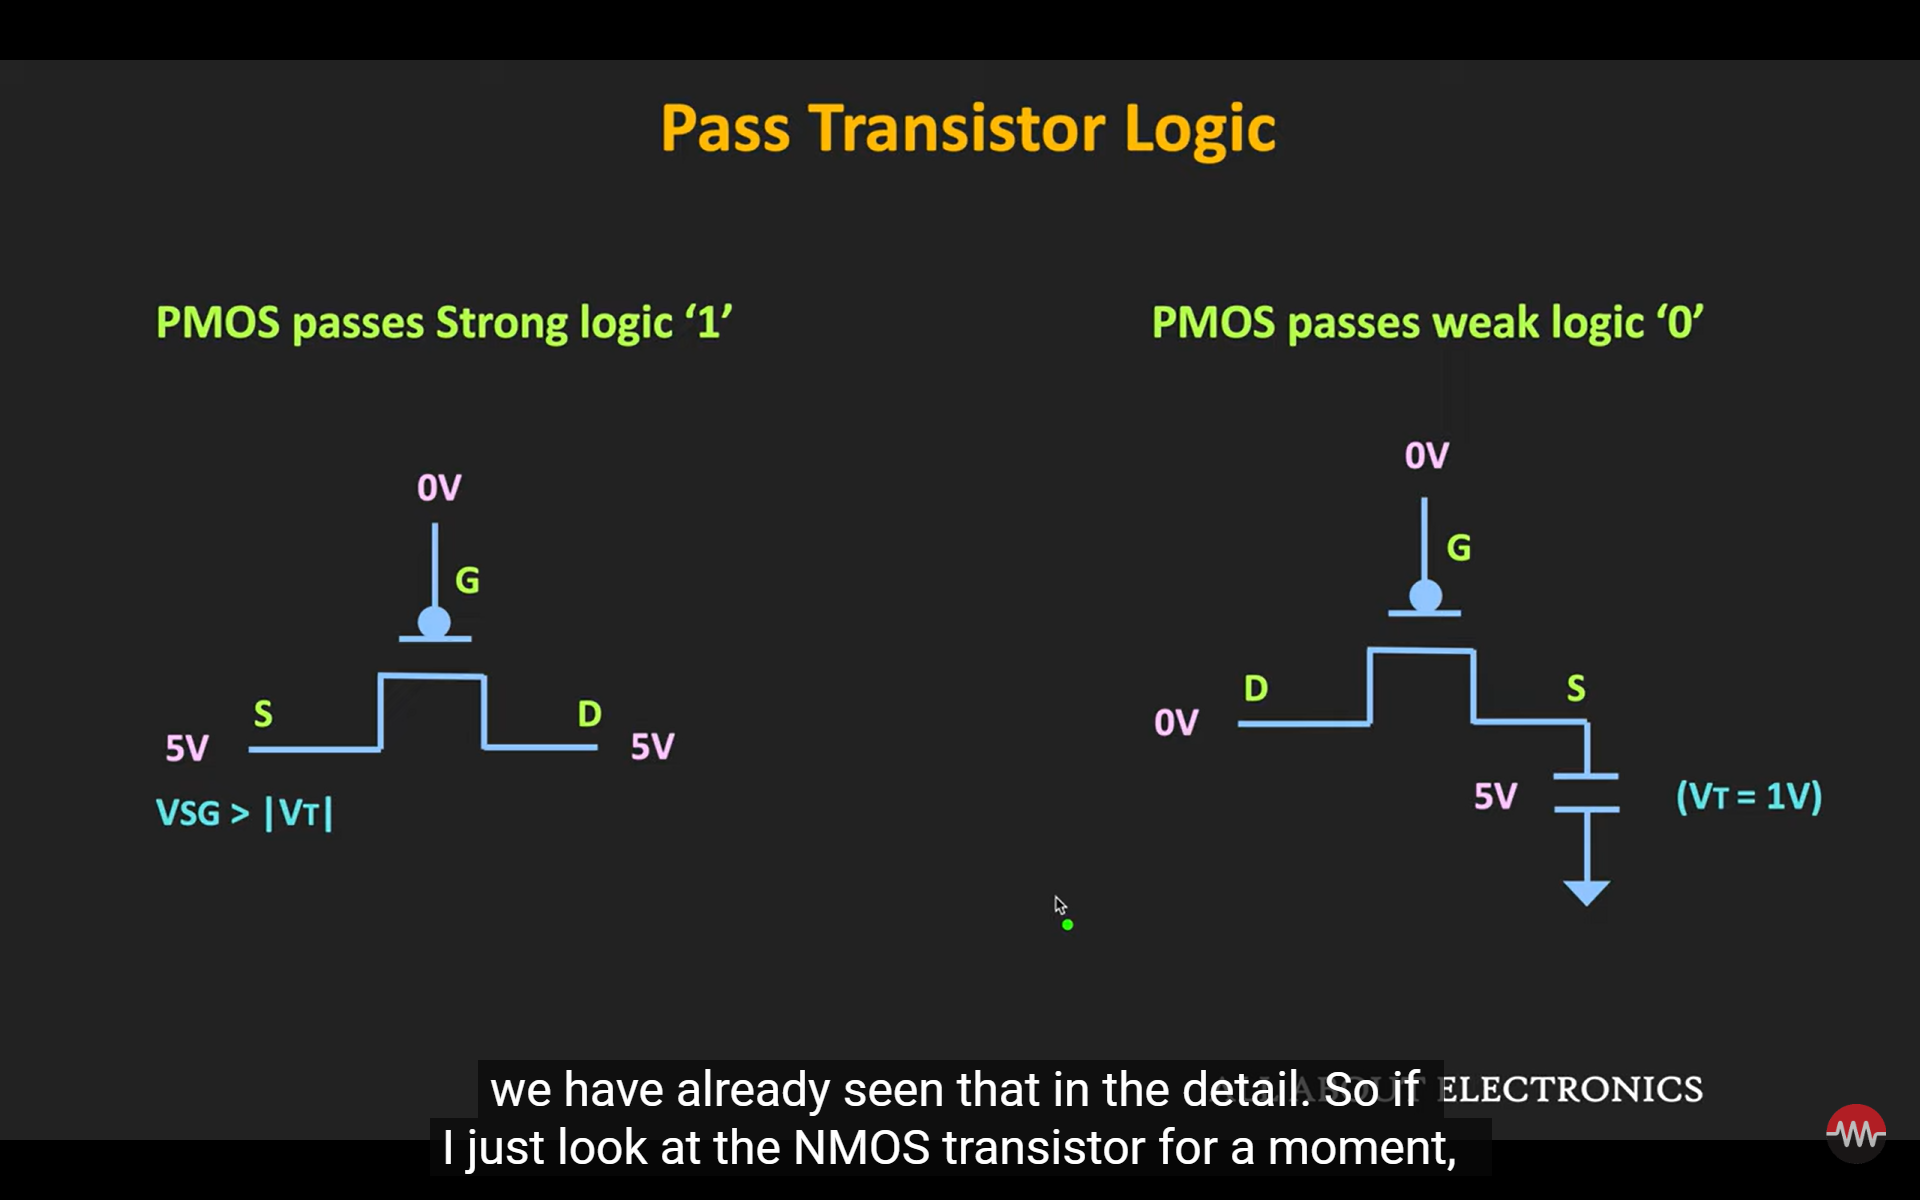 Pass Transistor Logic
PMOS passes Strong logic ‘1’
PMOS passes weak logic ‘0’
0V
G
S
D
5V
5V
VSG > |VT|
0V
G
D
S
0V
5V
(VT = 1V)
we have already seen that in the detail. So if
ALL ABOUT ELECTRONICS
I just look at the NMOS transistor for a moment,